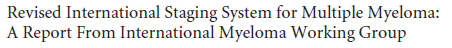 Revised International Staging System for Multiple Myeloma:
A Report From International Myeloma Working Group